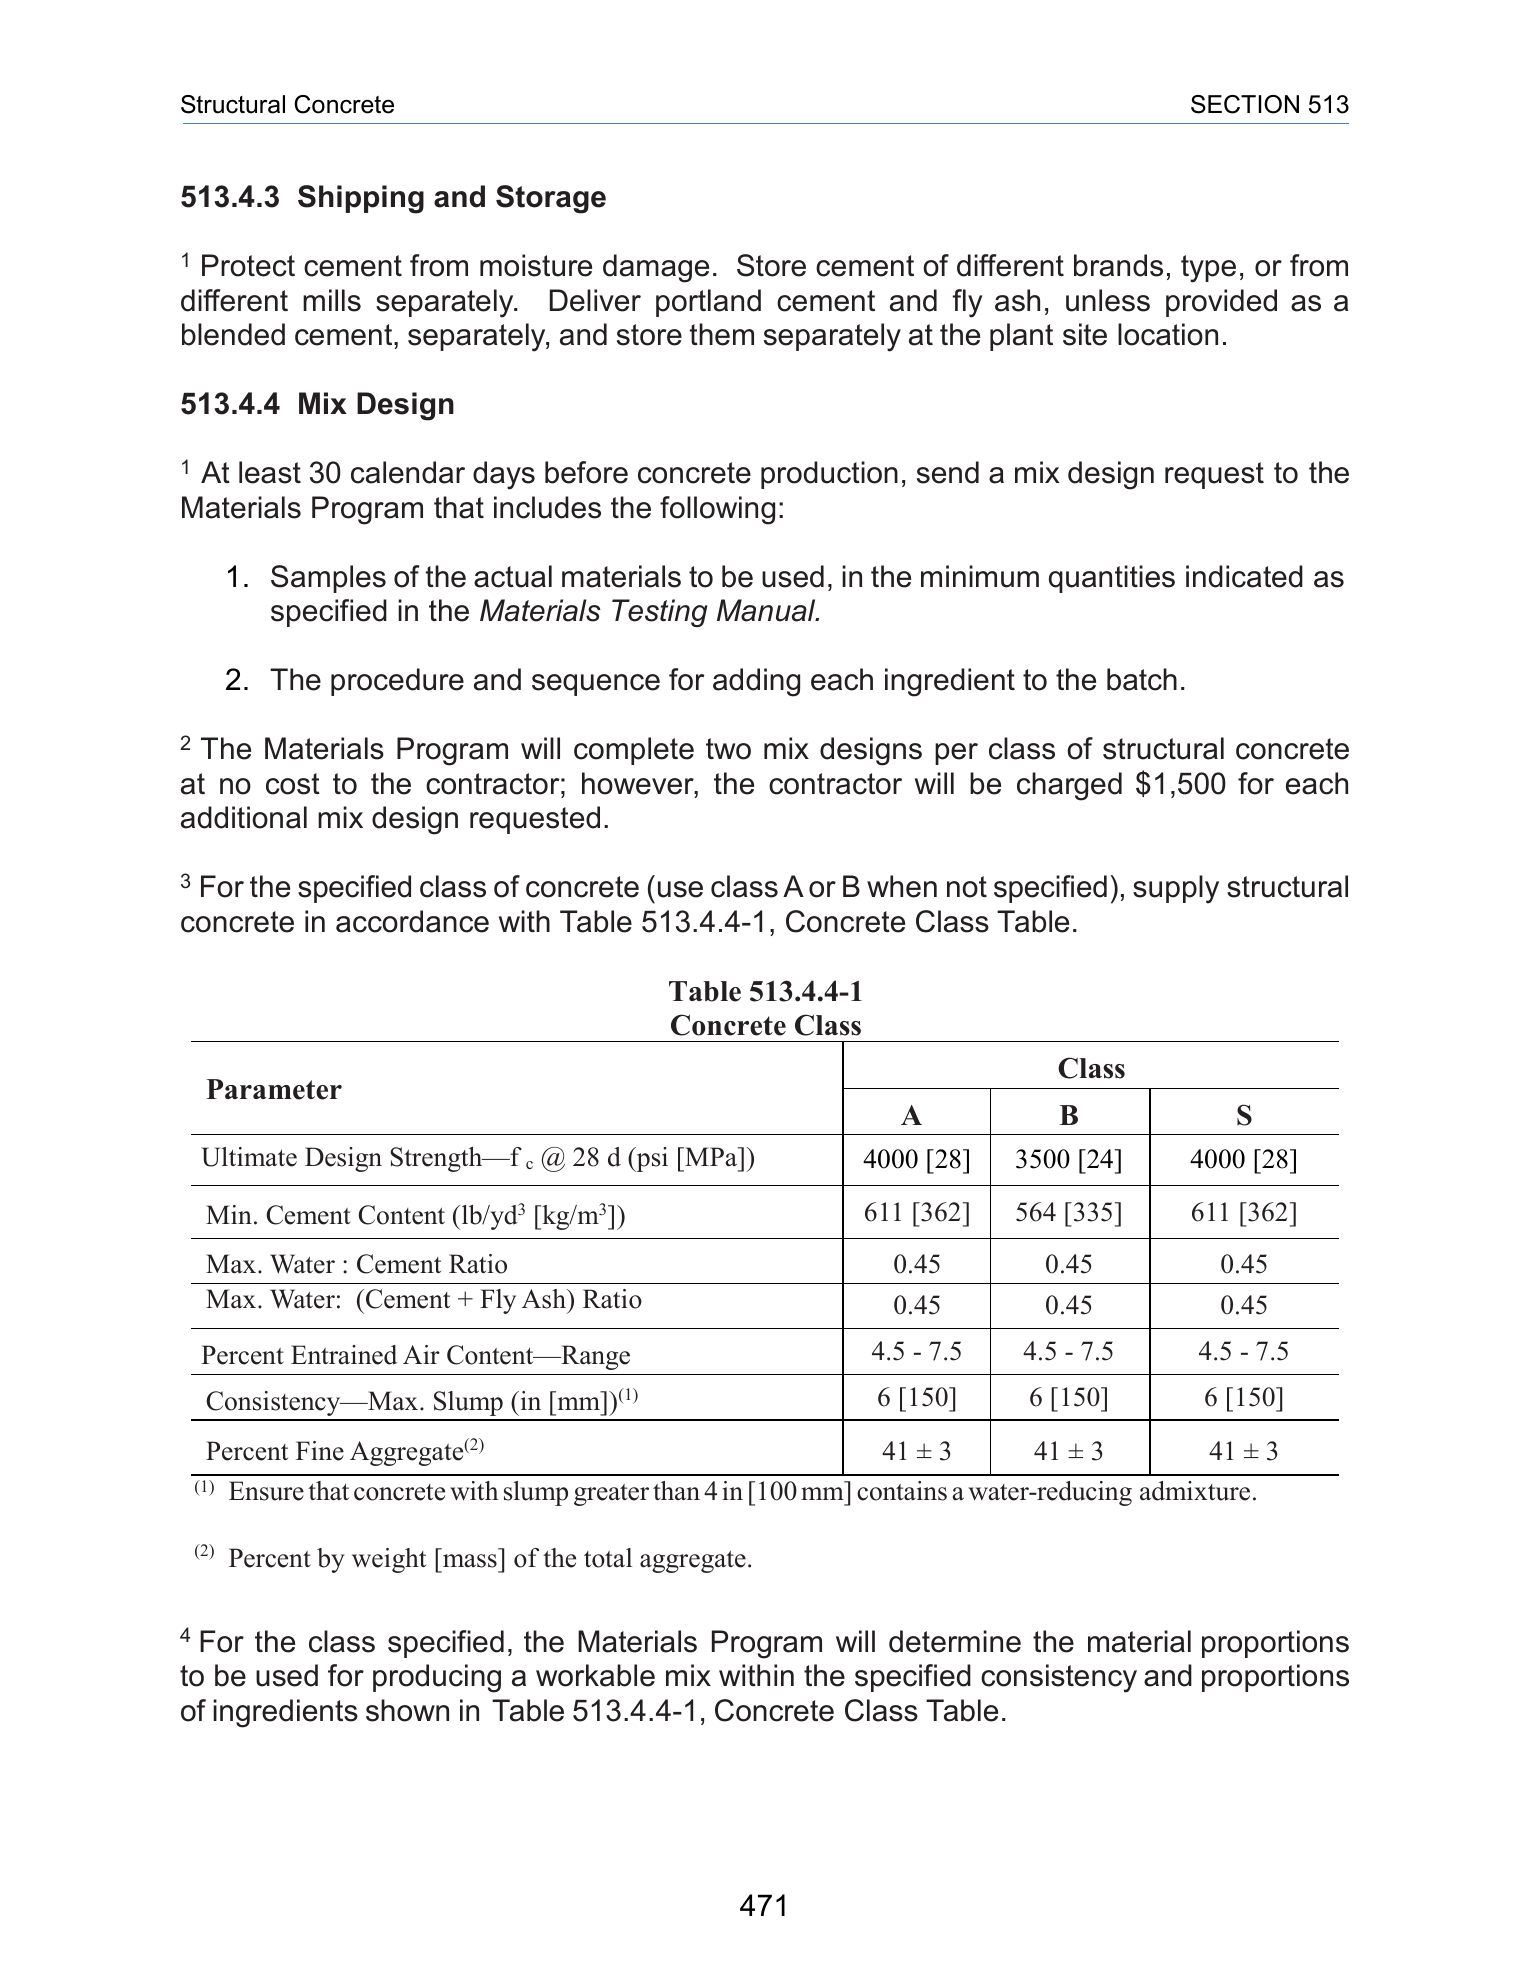 Structural Concrete SECTION 513
513.4.3 Shipping and Storage
1 Protect cement from moisture damage. Store cement of different brands, type, or from
different mills separately. Deliver portland cement and fly ash, unless provided as a
blended cement, separately, and store them separately at the plant site location.
513.4.4 Mix Design
1 At least 30 calendar days before concrete production, send a mix design request to the
Materials Program that includes the following:
1. Samples of the actual materials to be used, in the minimum quantities indicated as
specified in the Materials Testing Manual.
2. The procedure and sequence for adding each ingredient to the batch.
2 The Materials Program will complete two mix designs per class of structural concrete
at no cost to the contractor; however, the contractor will be charged $1,500 for each
additional mix design requested.
3 For the specified class of concrete (use class A or B when not specified), supply structural
concrete in accordance with Table 513.4.4-1, Concrete Class Table.
Table 513.4.4-1
Concrete Class
Parameter Class
A B S
Ultimate Design Strength—f c @ 28 d (psi [MPa]) 4000 [28] 3500 [24] 4000 [28]
Min. Cement Content (lb/yd3 [kg/m3]) 611 [362] 564 [335] 611 [362]
Max. Water : Cement Ratio 0.45 0.45 0.45
Max. Water: (Cement + Fly Ash) Ratio 0.45 0.45 0.45
Percent Entrained Air Content—Range 4.5 - 7.5 4.5 - 7.5 4.5 - 7.5
Consistency—Max. Slump (in [mm])(1) 6 [150] 6 [150] 6 [150]
Percent Fine Aggregate(2) 41 ± 3 41 ± 3 41 ± 3
(1) Ensure that concrete with slump greater than 4 in [100 mm] contains a water-reducing admixture.
(2) Percent by weight [mass] of the total aggregate.
4 For the class specified, the Materials Program will determine the material proportions
to be used for producing a workable mix within the specified consistency and proportions
of ingredients shown in Table 513.4.4-1, Concrete Class Table.
471